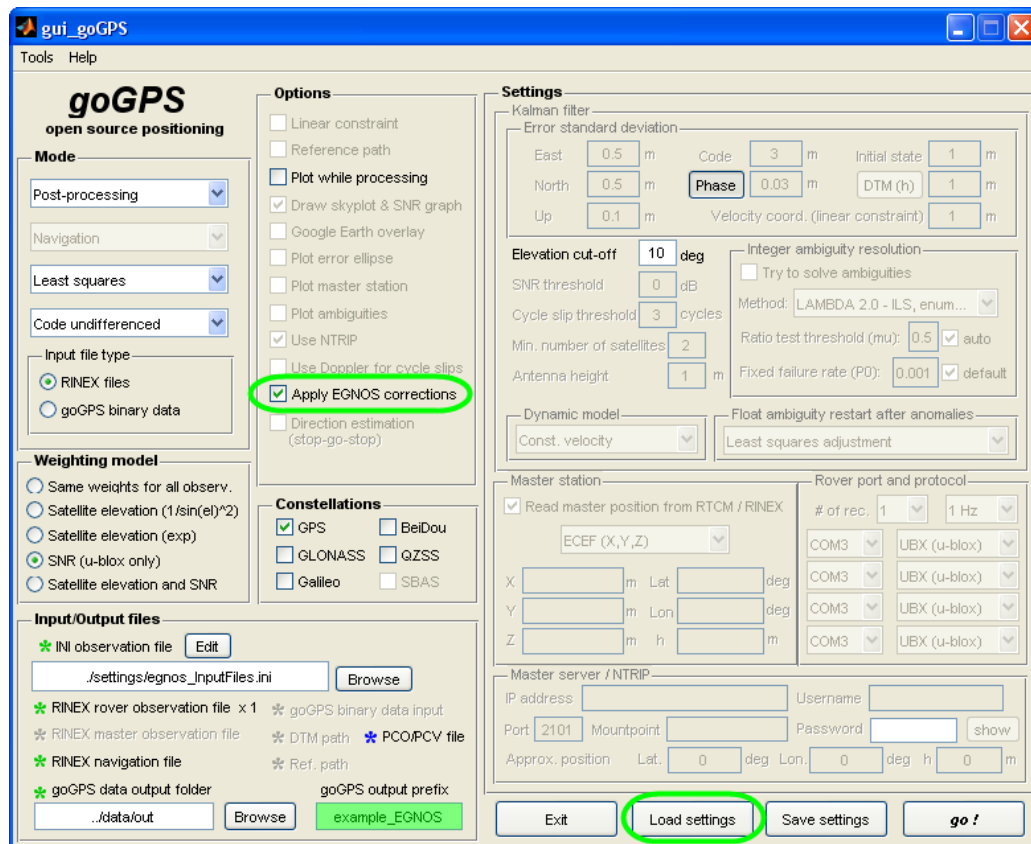 gui_goGPS
Tools Help
goGPS
open source positioning
Mode
Post-processing
Navigation
Least squares
Code undifferenced
Input file type
RINEX files
goGPS binary data
Weighting model
Same weights for all observ.
Satellite elevation (1/sin(el)^2)
Satellite elevation (exp)
SNR (u-blox only)
Satellite elevation and SNR
Options
Linear constraint
Reference path
Plot while processing
Draw skyplot & SNR graph
Google Earth overlay
Plot error ellipse
Plot master station
Plot ambiguities
Use NTRIP
Use Doppler for cycle slips
Apply EGNOS corrections
Direction estimation
(stop-go-stop)
Constellations
GPS BeiDou
GLONASS QZSS
Galileo SBAS
Input/Output files
* INI observation file Edit
./settings/egnos_InputFiles.ini Browse
* RINEX rover observation file x 1 * goGPS binary data input
* RINEX master observation file * DTM path * PCO/PCV file
* RINEX navigation file * Ref. path
* goGPS data output folder goGPS output prefix
../data/out Browse example_EGNOS
Settings
Kalman filter
Error standard deviation
East 0.5 m Code 3 m Initial state 1 m
North 0.5 m Phase 0.03 m DTM (h) 1 m
Up 0.1 m Velocity coord. (linear constraint) 1 m
Elevation cut-off 10 deg
SNR threshold 0 dB
Cycle slip threshold 3 cycles
Min. number of satellites 2
Antenna height 1 m
Integer ambiguity resolution
Try to solve ambiguities
Method: LAMBDA 2.0 - ILS, enum...
Ratio test threshold (mu): 0.5 auto
Fixed failure rate (P0): 0.001 default
Dynamic model
Const. velocity
Float ambiguity restart after anomalies
Least squares adjustment
Master station
Read master position from RTCM / RINEX
ECEF (X,Y,Z)
X m Lat deg
Y m Lon deg
Z m h m
Rover port and protocol
# of rec. 1 1 Hz
COM3 UBX (u-blox)
COM3 UBX (u-blox)
COM3 UBX (u-blox)
COM3 UBX (u-blox)
Master server / NTRIP
IP address Username
Port 2101 Mountpoint Password show
Approx. position Lat. 0 deg Lon. 0 deg h 0 m
Exit Load settings Save settings go !